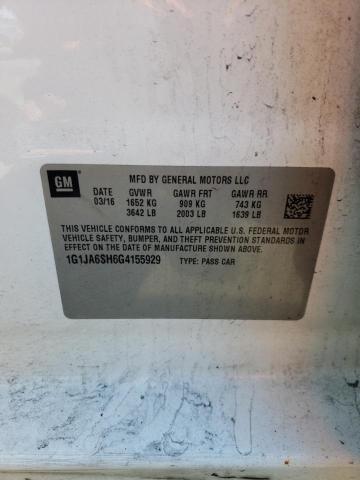 GM
MFD BY GENERAL MOTORS LLC
DATE GVWR GAWR FRT GAWR RR
03/16 1652 KG 909 KG 743 KG
3642 LB 2003 LB 1639 LB
THIS VEHICLE CONFORMS TO ALL APPLICABLE U.S. FEDERAL MOTOR
VEHICLE SAFETY, BUMPER, AND THEFT PREVENTION STANDARDS IN
EFFECT ON THE DATE OF MANUFACTURE SHOWN ABOVE.
1G1JA6SH6G4155929 TYPE: PASS CAR